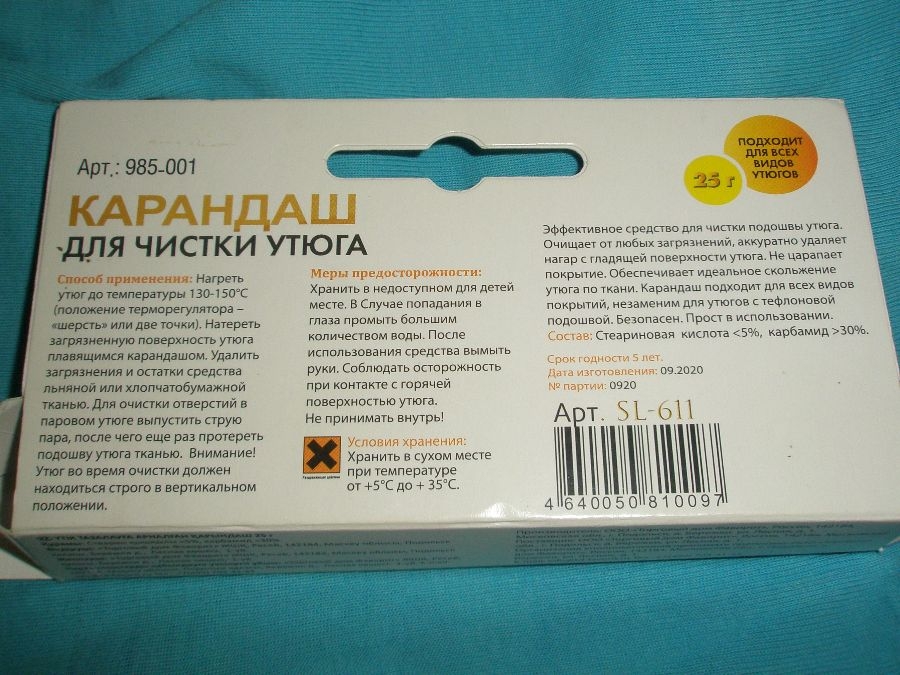 Арт.: 985-001
КАРАНДАШ
ДЛЯ ЧИСТКИ УТЮГА
Способ применения: Нагреть
утюг до температуры 130-150°С
(положение терморегулятора –
«шерсть» или две точки). Натереть
загрязненную поверхность утюга
плавящимся карандашом. Удалить
загрязнения и остатки средства
льняной или хлопчатобумажной
тканью. Для очистки отверстий в
паровом утюге выпустить струю
пара, после чего еще раз протереть
подошву утюга тканью. Внимание!
Утюг во время очистки должен
находиться строго в вертикальном
положении.
Меры предосторожности:
Хранить в недоступном для детей
месте. В Случае попадания в
глаза промыть большим
количеством воды. После
использования средства вымыть
руки. Соблюдать осторожность
при контакте с горячей
поверхностью утюга.
Не принимать внутрь!
Условия хранения:
Хранить в сухом месте
при температуре
от +5°С до + 35°С.
25 г
ПОДХОДИТ
ДЛЯ ВСЕХ
ВИДОВ
УТЮГОВ
Эффективное средство для чистки подошвы утюга.
Очищает от любых загрязнений, аккуратно удаляет
нагар с гладящей поверхности утюга. Не царапает
покрытие. Обеспечивает идеальное скольжение
утюга по ткани. Карандаш подходит для всех видов
покрытий, незаменим для утюгов с тефлоновой
подошвой. Безопасен. Прост в использовании.
Состав: Стеариновая кислота <5%, карбамид >30%.
Срок годности 5 лет.
Дата изготовления: 09.2020
№ партии: 0920
Арт. SL-611
4 640050 810097